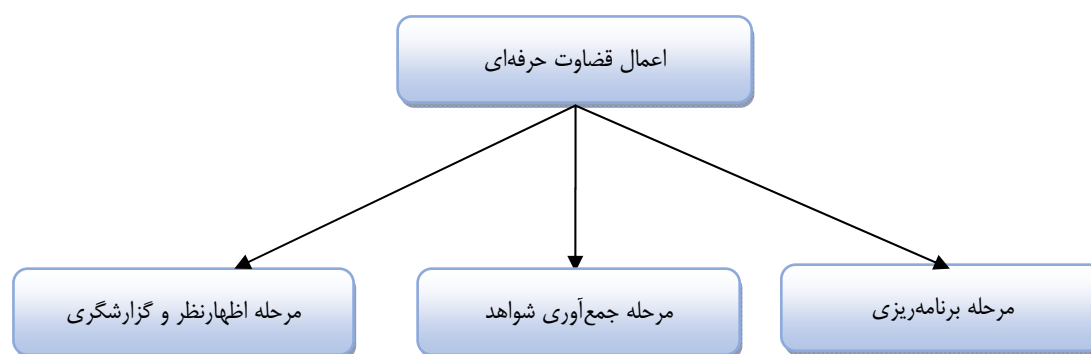 اعمال قضاوت حرفه‌ای
مرحله برنامه‌ریزی
مرحله جمع‌آوری شواهد
مرحله اظهارنظر و گزارشگری